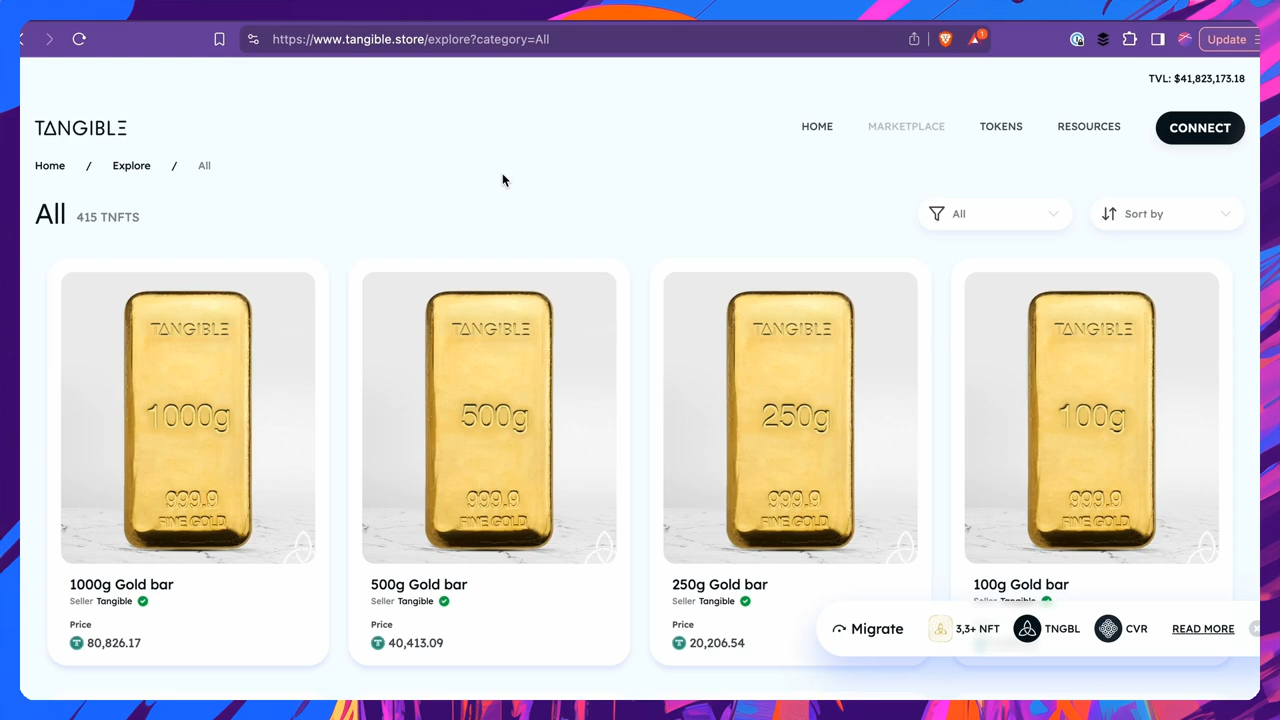 https://www.tangible.store/explore?category=All
1
Update
TVL: $41,823,173.18
TANGIBLE
HOME MARKETPLACE TOKENS RESOURCES CONNECT
Home / Explore / All
All 415 TNFTS
All Sort by
TANGIBLE TANGIBLE TANGIBLE TANGIBLE
1000g 500g 250g 100g
999.9 999.9 999.9 999.9
FINE GOLD FINE GOLD FINE GOLD FINE GOLD
1000g Gold bar 500g Gold bar 250g Gold bar 100g Gold bar
Seller Tangible Seller Tangible Seller Tangible Seller Tangible
Price Price Price
80,826.17 40,413.09 20,206.54
Migrate 3,3+ NFT TNGBL CVR READ MORE